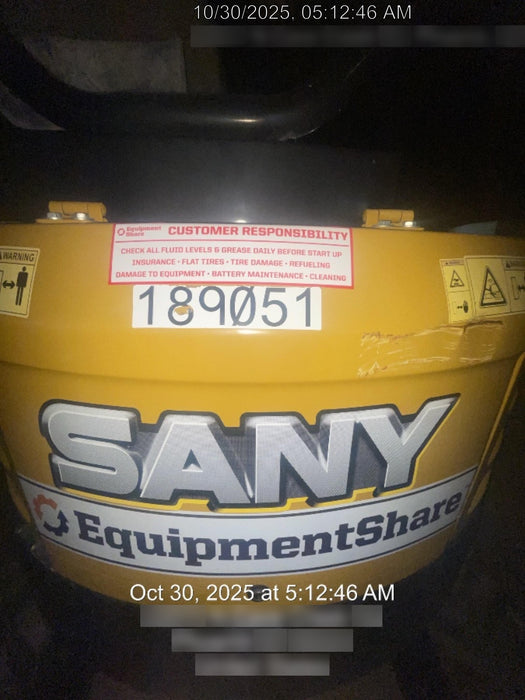 10/30/2025, 05:12:46 AM
Equipment
Share
CUSTOMER RESPONSIBILITY
CHECK ALL FLUID LEVELS & GREASE DAILY BEFORE START UP
INSURANCE • FLAT TIRES • TIRE DAMAGE • REFUELING
DAMAGE TO EQUIPMENT • BATTERY MAINTENANCE • CLEANING
WARNING
189051
SANY
EquipmentShare
Oct 30, 2025 at 5:12:46 AM